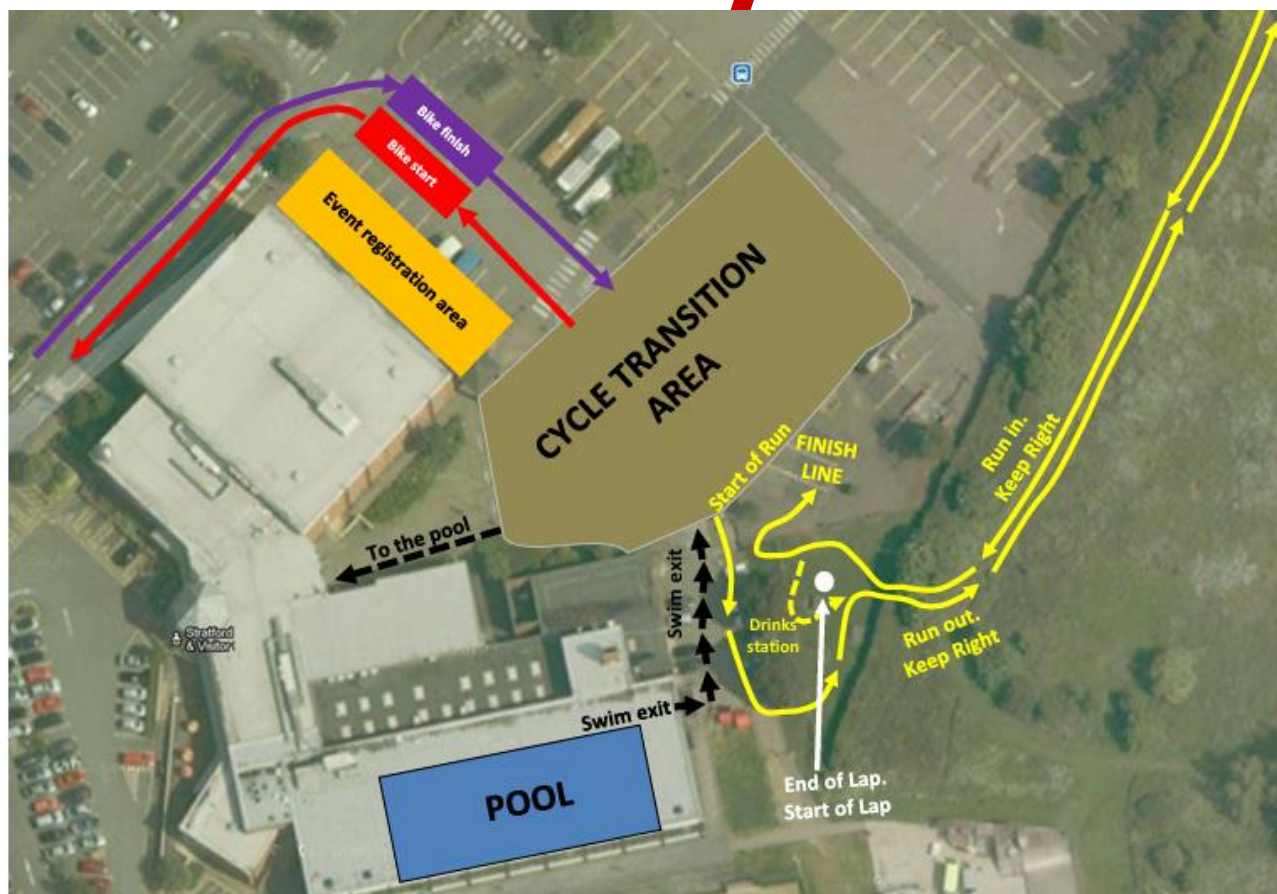 Bike finish
Bike start
Event registration area
CYCLE TRANSITION
AREA
Start of Run
FINISH
LINE
Run in.
Keep Right
To the pool
Swim exit
Drinks
station
Run out.
Keep Right
Stratford
& Visitor
Swim exit
POOL
End of Lap.
Start of Lap